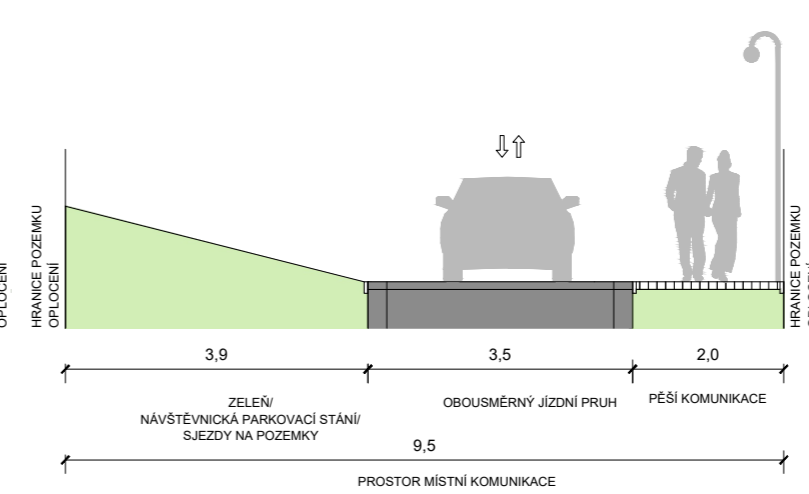 OPLOCENÍ
HRANICE POZEMKU
OPLOCENÍ
HRANICE POZEMKU
OPLOCENÍ
3,9
3,5
2,0
ZELEŇ/
NÁVŠTĚVNICKÁ PARKOVACÍ STÁNÍ/
SJEZDY NA POZEMKY
OBOUSMĚRNÝ JÍZDNÍ PRUH
PĚŠÍ KOMUNIKACE
9,5
PROSTOR MÍSTNÍ KOMUNIKACE